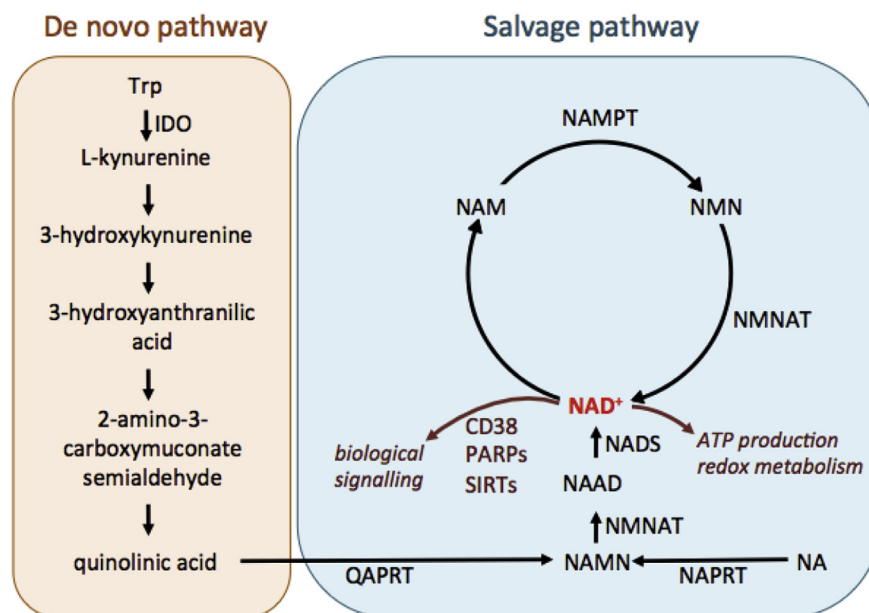 De novo pathway
Trp
IDO
L-kynurenine
3-hydroxykynurenine
3-hydroxyanthranilic
acid
2-amino-3-
carboxymuconate
semialdehyde
quinolinic acid
QAPRT
Salvage pathway
NAMPT
NAM
NMN
NMNAT
NAD⁺
CD38
PARPs
SIRTs
biological
signalling
ATP production
redox metabolism
NADS
NAAD
NMNAT
NAMN
NAPRT
NA